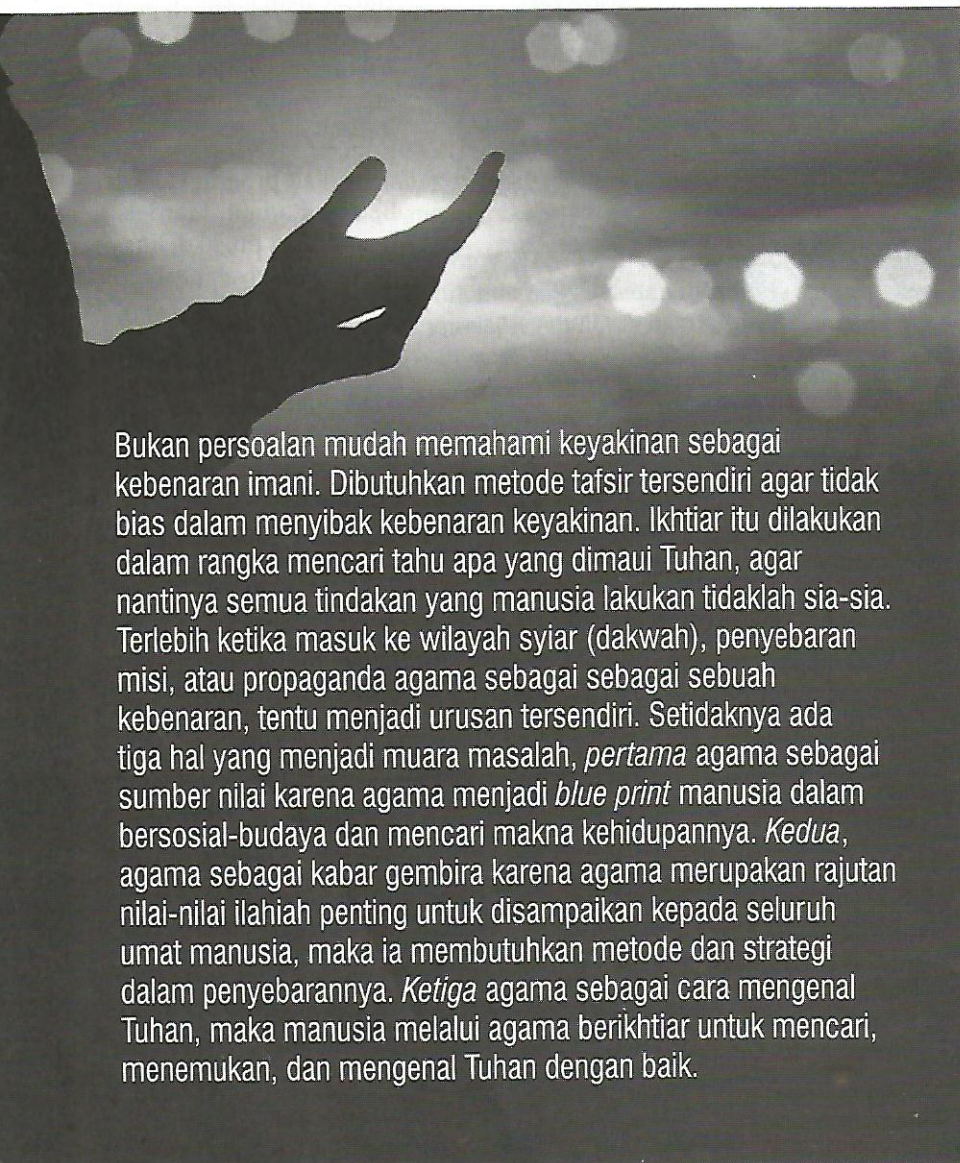 Bukan persoalan mudah memahami keyakinan sebagai
kebenaran imani. Dibutuhkan metode tafsir tersendiri agar tidak
bias dalam menyibak kebenaran keyakinan. Ikhtiar itu dilakukan
dalam rangka mencari tahu apa yang dimaui Tuhan, agar
nantinya semua tindakan yang manusia lakukan tidaklah sia-sia.
Terlebih ketika masuk ke wilayah syiar (dakwah), penyebaran
misi, atau propaganda agama sebagai sebagai sebuah
kebenaran, tentu menjadi urusan tersendiri. Setidaknya ada
tiga hal yang menjadi muara masalah, pertama agama sebagai
sumber nilai karena agama menjadi blue print manusia dalam
bersosial-budaya dan mencari makna kehidupannya. Kedua,
agama sebagai kabar gembira karena agama merupakan rajutan
nilai-nilai ilahiah penting untuk disampaikan kepada seluruh
umat manusia, maka ia membutuhkan metode dan strategi
dalam penyebarannya. Ketiga agama sebagai cara mengenal
Tuhan, maka manusia melalui agama berikhtiar untuk mencari,
menemukan, dan mengenal Tuhan dengan baik.